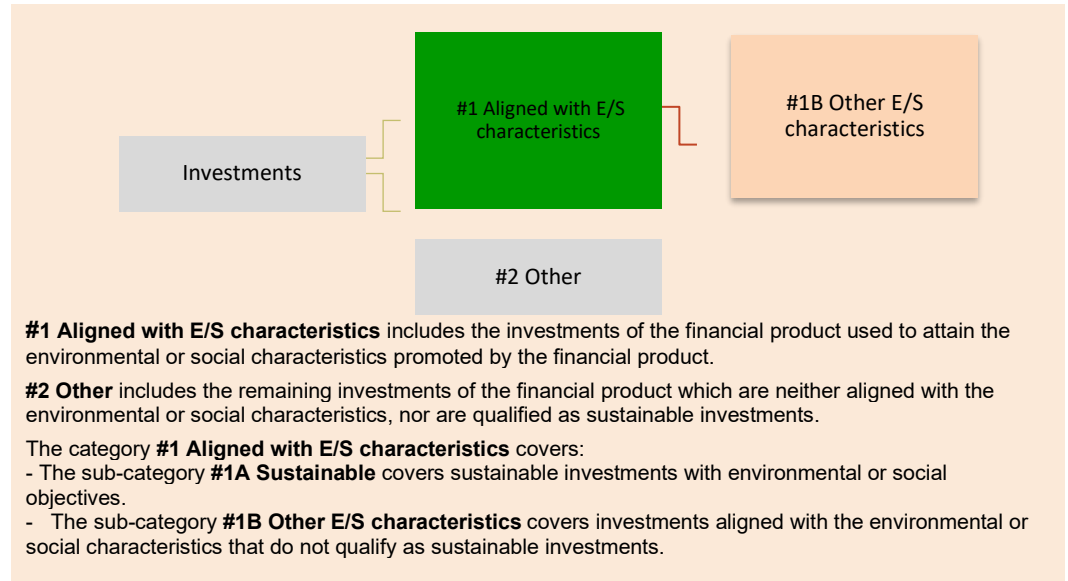 #1 Aligned with E/S
characteristics
#1B Other E/S
characteristics
Investments
#2 Other
#1 Aligned with E/S characteristics includes the investments of the financial product used to attain the
environmental or social characteristics promoted by the financial product.
#2 Other includes the remaining investments of the financial product which are neither aligned with the
environmental or social characteristics, nor are qualified as sustainable investments.
The category #1 Aligned with E/S characteristics covers:
- The sub-category #1A Sustainable covers sustainable investments with environmental or social
objectives.
- The sub-category #1B Other E/S characteristics covers investments aligned with the environmental or
social characteristics that do not qualify as sustainable investments.